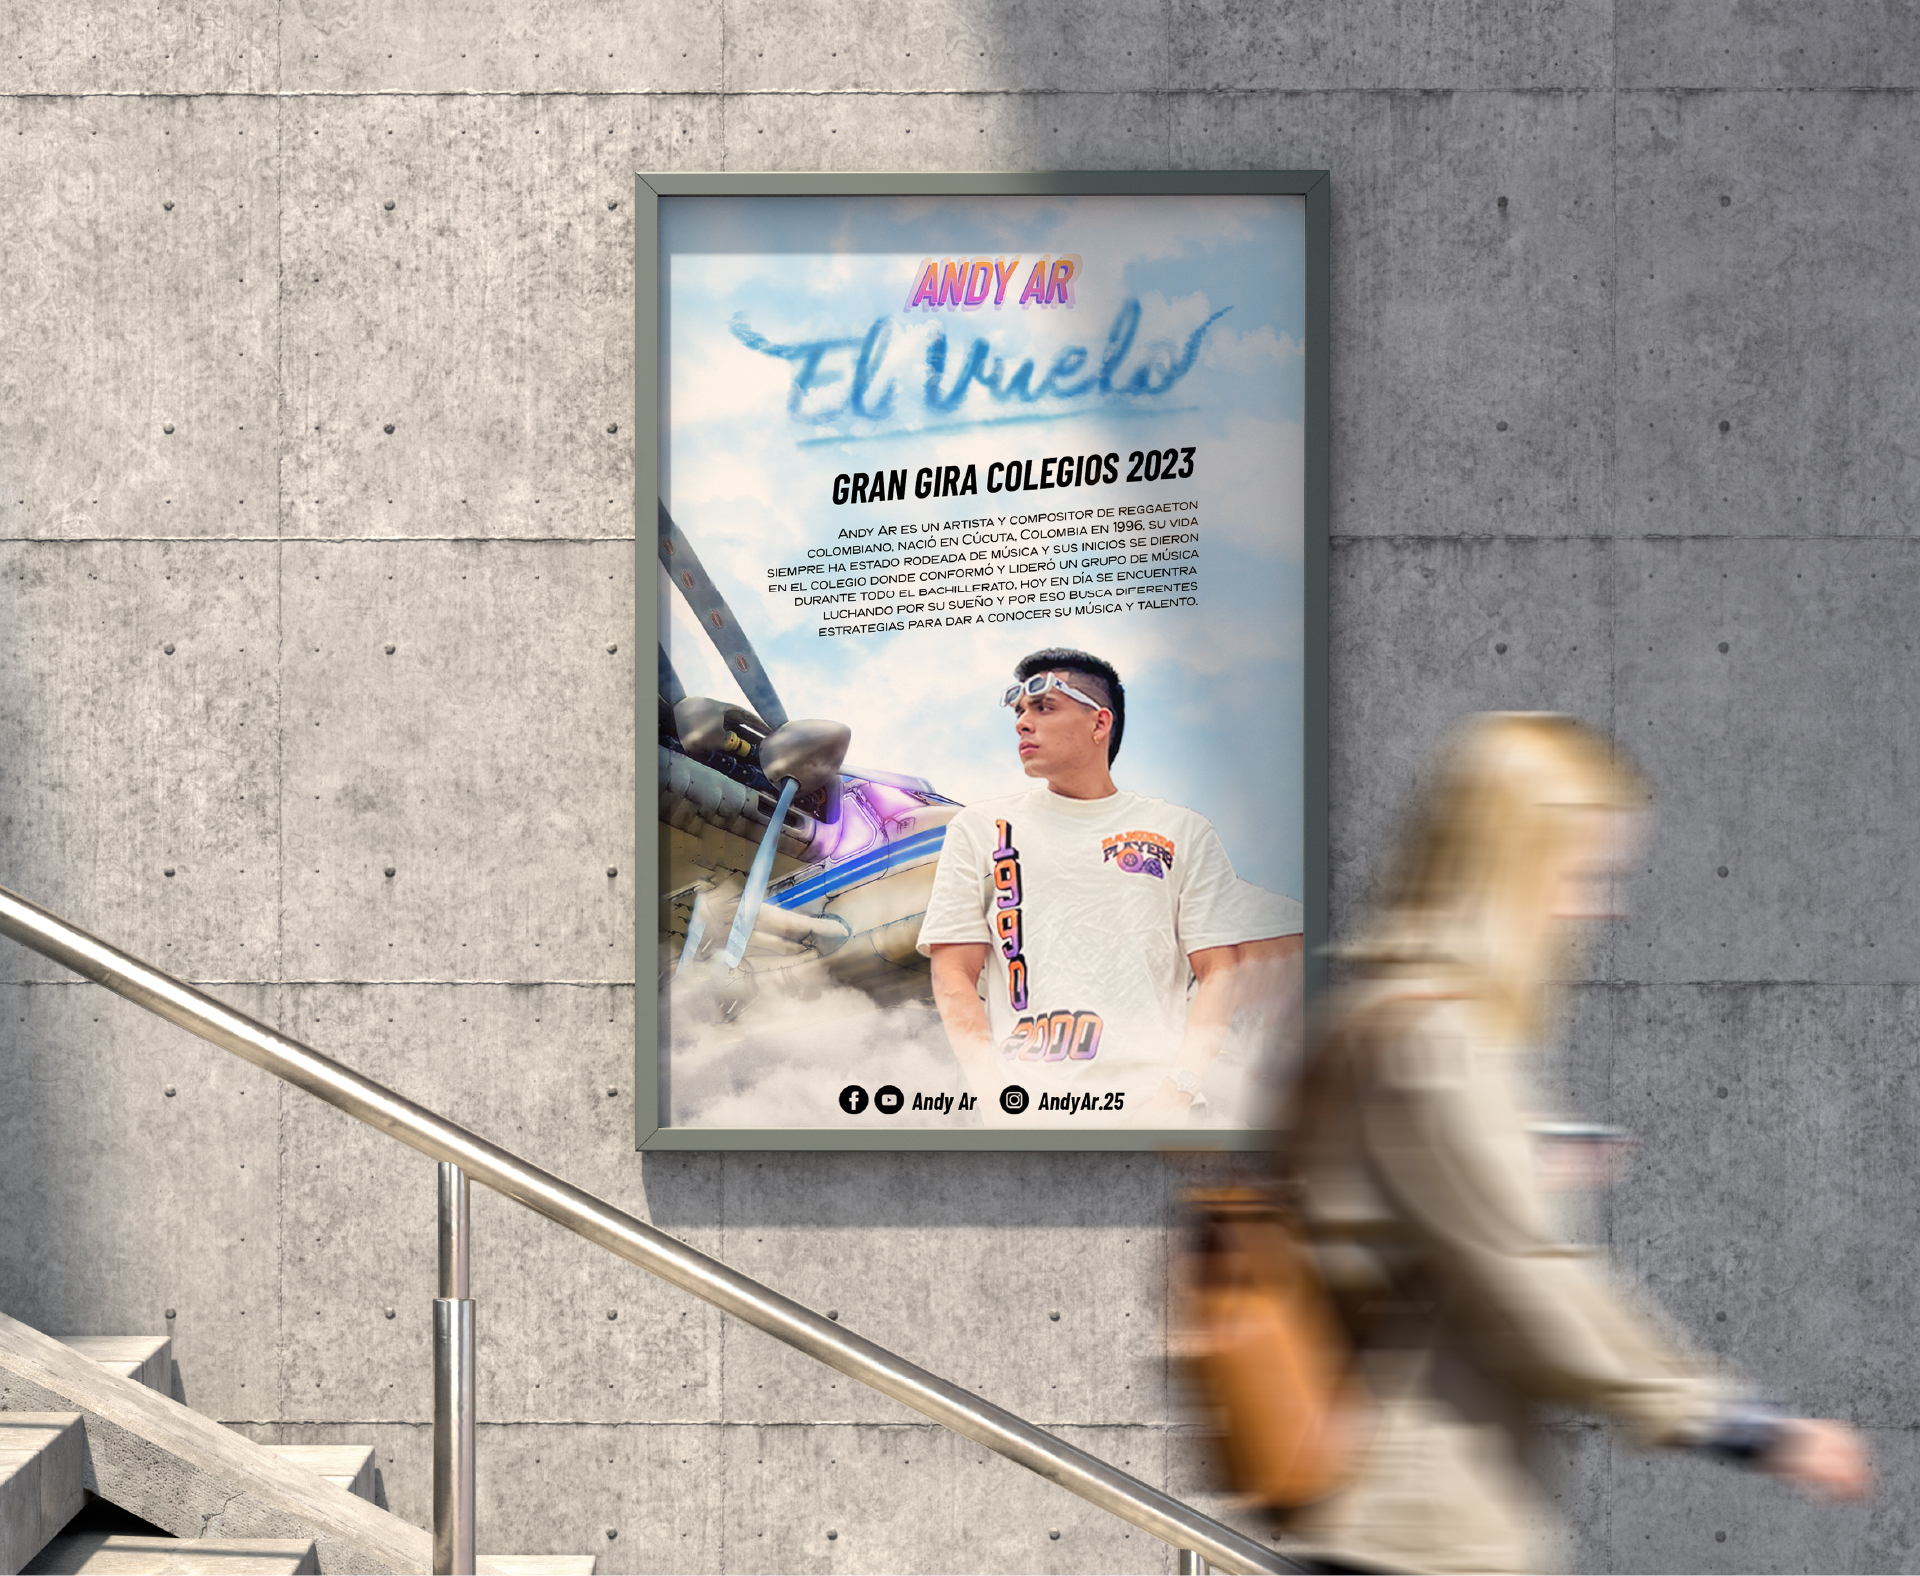 ANDY AR
El Vuelo
GRAN GIRA COLEGIOS 2023
ANDY AR ES UN ARTISTA Y COMPOSITOR DE REGGAETON
COLOMBIANO, NACIÓ EN CÚCUTA, COLOMBIA EN 1996, SU VIDA
SIEMPRE HA ESTADO RODEADA DE MÚSICA Y SUS INICIOS SE DIERON
EN EL COLEGIO DONDE CONFORMÓ Y LIDERÓ UN GRUPO DE MÚSICA
DURANTE TODO EL BACHILLERATO, HOY EN DÍA SE ENCUENTRA
LUCHANDO POR SU SUEÑO Y POR ESO BUSCA DIFERENTES
ESTRATEGIAS PARA DAR A CONOCER SU MÚSICA Y TALENTO.
1990
RANDOM
PLAYERS
2000
Andy Ar AndyAr.25